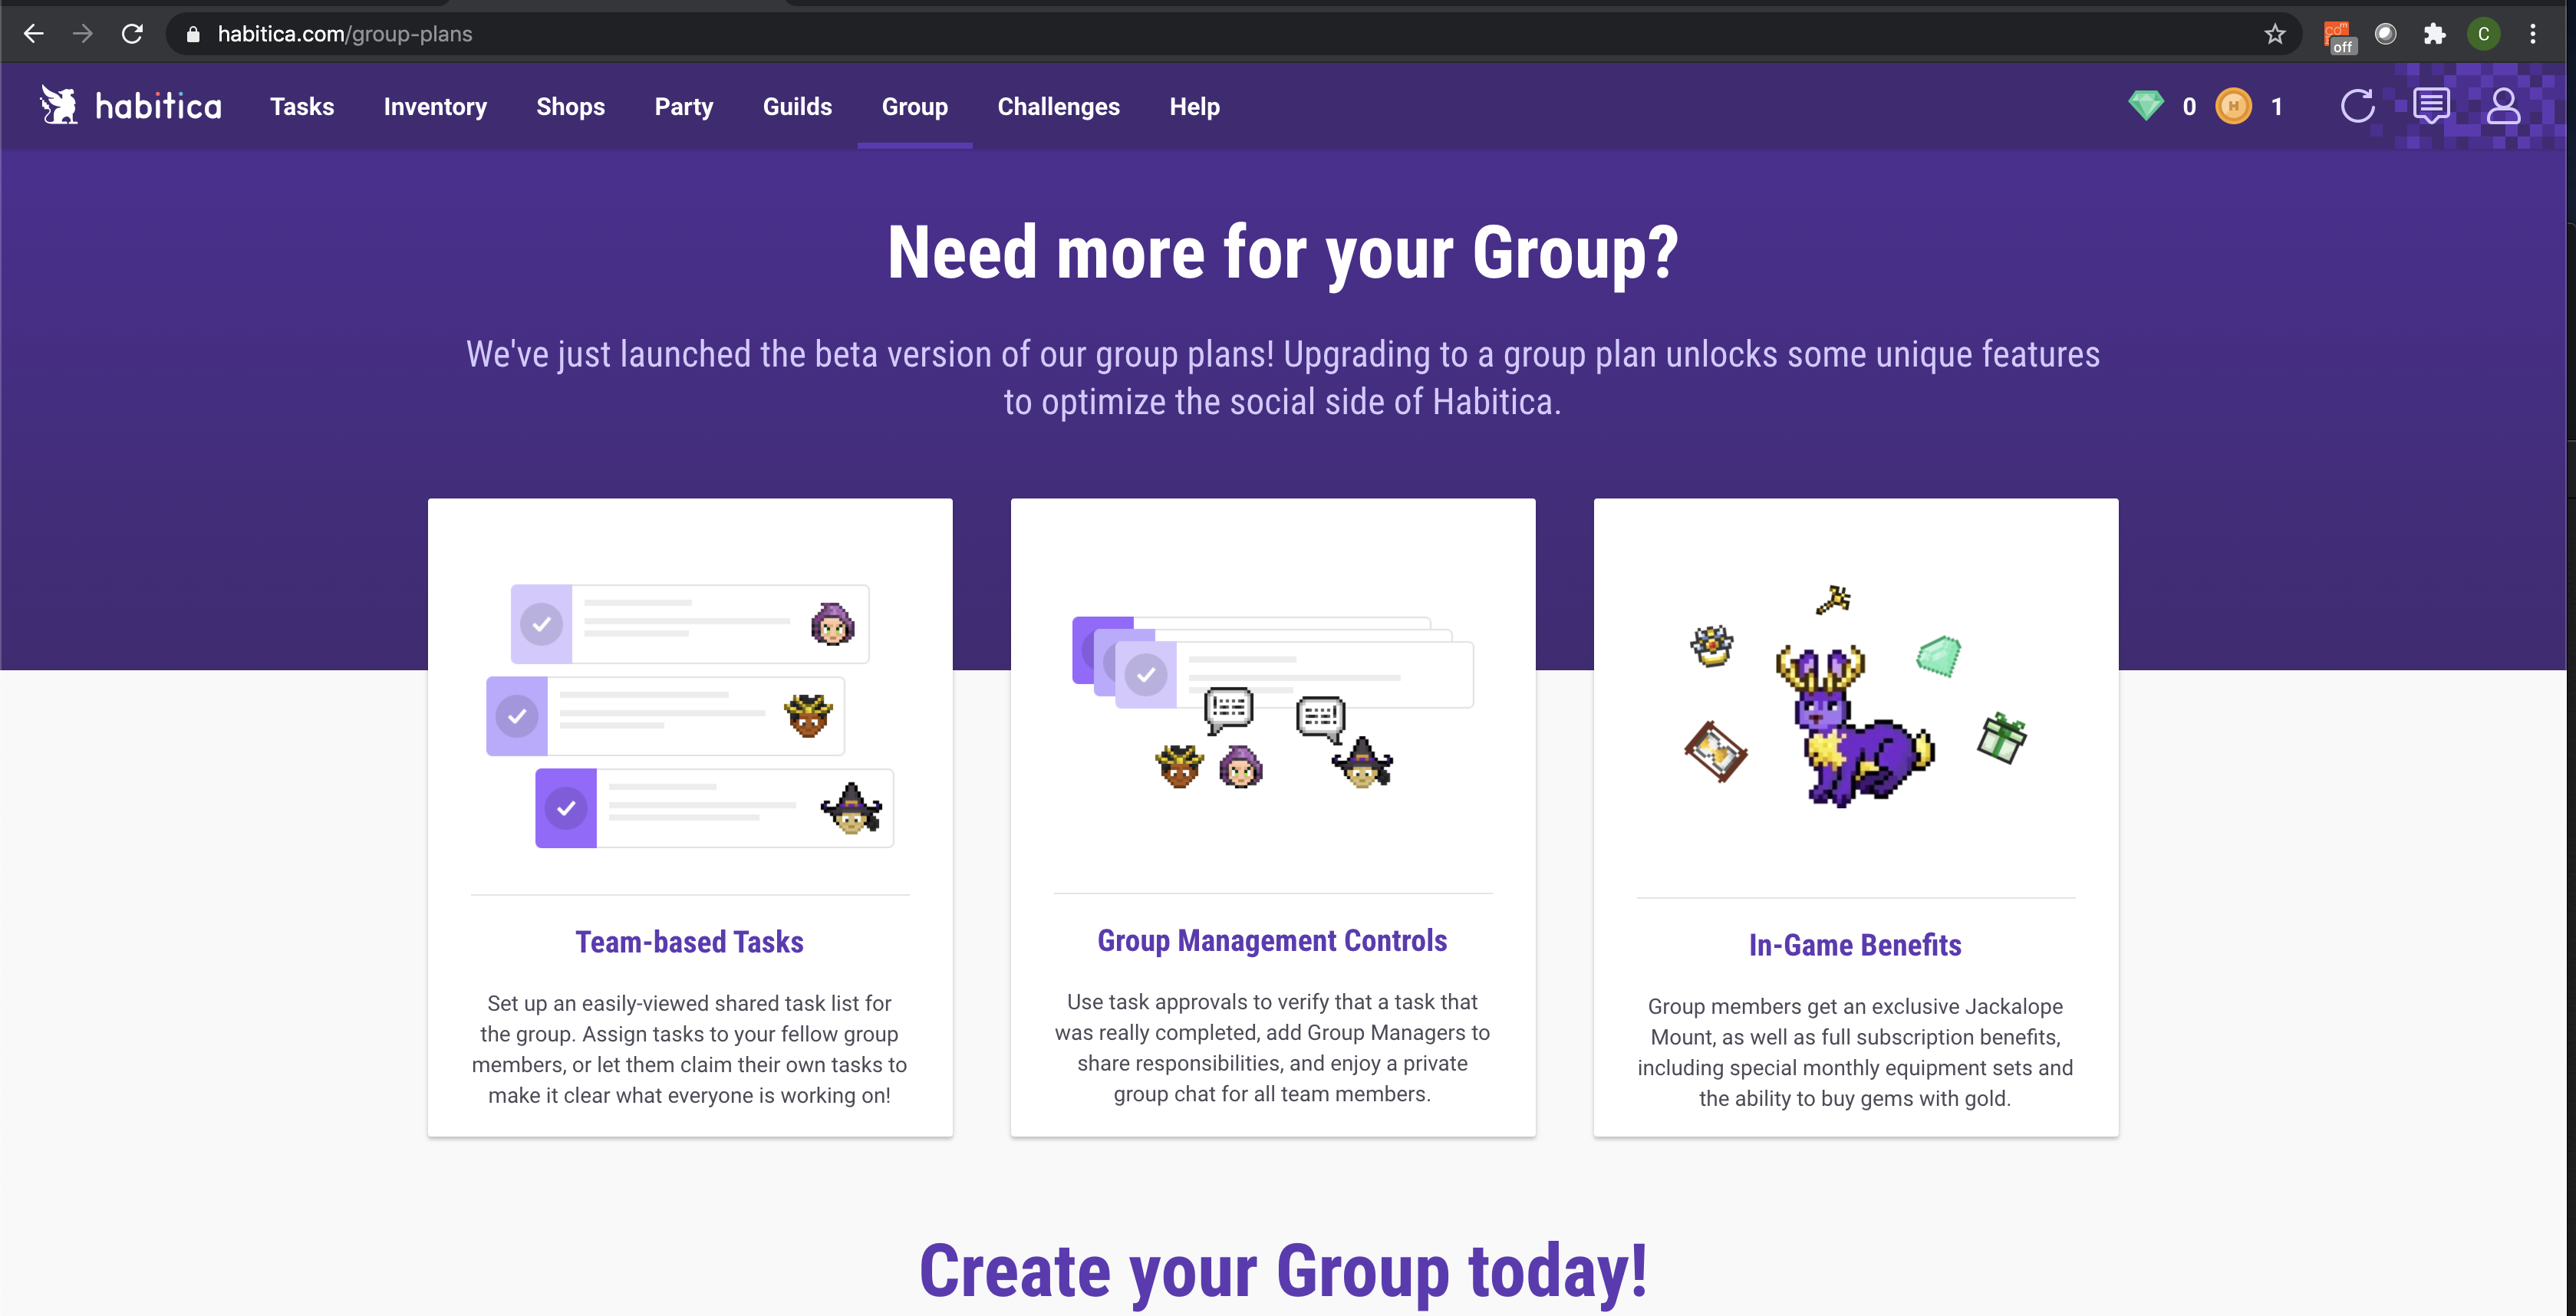 habitica.com/group-plans
off
C
habitica
Tasks
Inventory
Shops
Party
Guilds
Group
Challenges
Help
0
H
1
Need more for your Group?
We've just launched the beta version of our group plans! Upgrading to a group plan unlocks some unique features
to optimize the social side of Habitica.
Team-based Tasks
Set up an easily-viewed shared task list for
the group. Assign tasks to your fellow group
members, or let them claim their own tasks to
make it clear what everyone is working on!
Group Management Controls
Use task approvals to verify that a task that
was really completed, add Group Managers to
share responsibilities, and enjoy a private
group chat for all team members.
In-Game Benefits
Group members get an exclusive Jackalope
Mount, as well as full subscription benefits,
including special monthly equipment sets and
the ability to buy gems with gold.
Create your Group today!